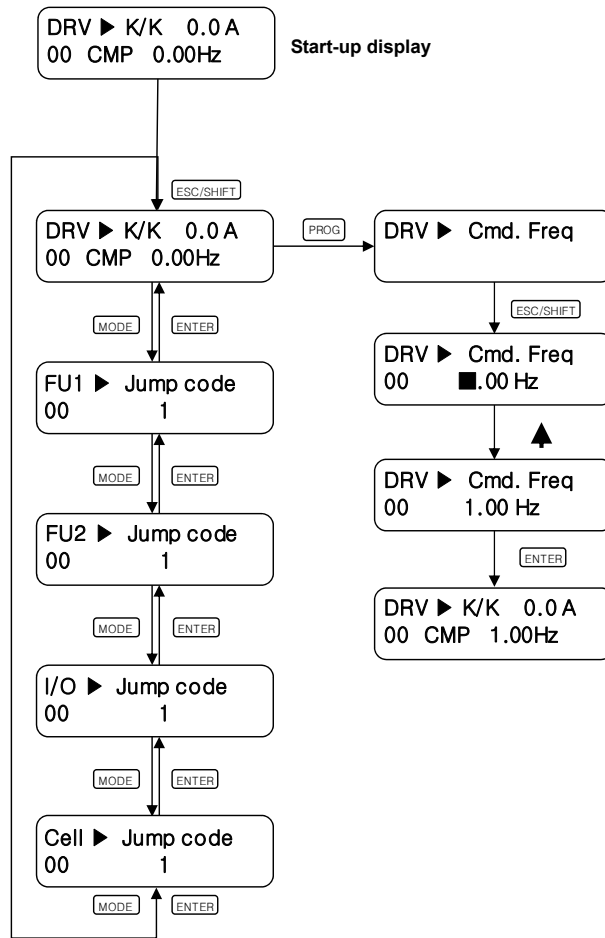 DRV ▶ K/K 0.0 A
00 CMP 0.00Hz
Start-up display
ESC/SHIFT
DRV ▶ K/K 0.0 A
00 CMP 0.00Hz
PROG
DRV ▶ Cmd. Freq
ESC/SHIFT
MODE ENTER
DRV ▶ Cmd. Freq
00 ■.00 Hz
FU1 ▶ Jump code
00 1
DRV ▶ Cmd. Freq
00 1.00 Hz
MODE ENTER
FU2 ▶ Jump code
00 1
ENTER
DRV ▶ K/K 0.0 A
00 CMP 1.00Hz
MODE ENTER
I/O ▶ Jump code
00 1
MODE ENTER
Cell ▶ Jump code
00 1
MODE ENTER